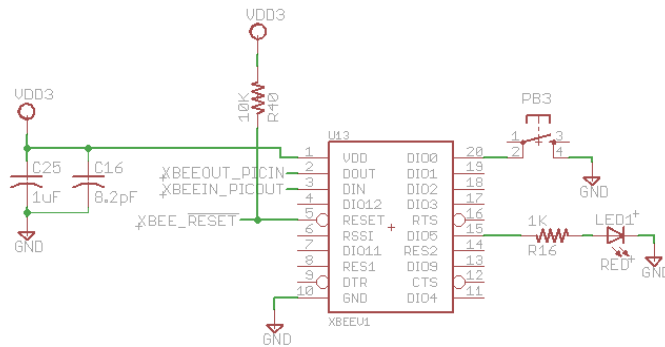 VDD3
VDD3
10K
R40
C25
1uF
C16
8.2pF
GND
XBEEOUT_PICIN
XBEEIN_PICOUT
XBEE_RESET
U13
1 VDD DIO0 20
2 DOUT DIO1 19
3 DIN DIO2 18
4 DIO12 DIO3 17
5 RESET RTS 16
6 RSSI DIO5 15
7 DIO11 RES2 14
8 RES1 DIO9 13
9 DTR CTS 12
10 GND DIO4 11
XBEEV1
GND
PB3
1 3
2 4
GND
1K
R16
LED1
RED
GND